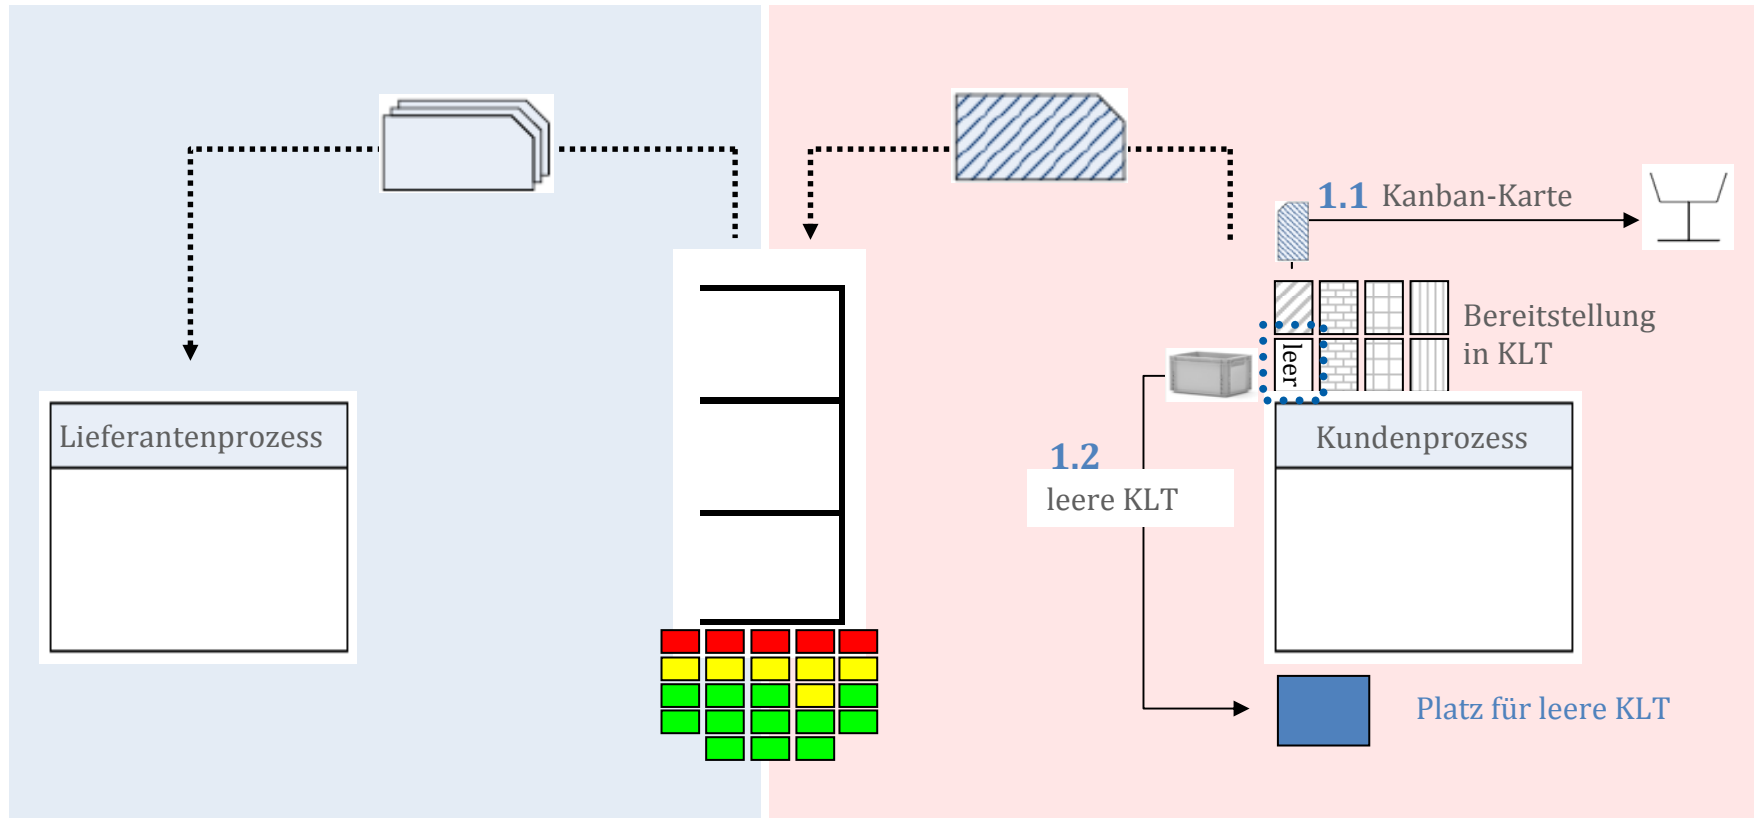 1.1 Kanban-Karte
Bereitstellung
in KLT
leer
Lieferantenprozess
Kundenprozess
1.2
leere KLT
Platz für leere KLT